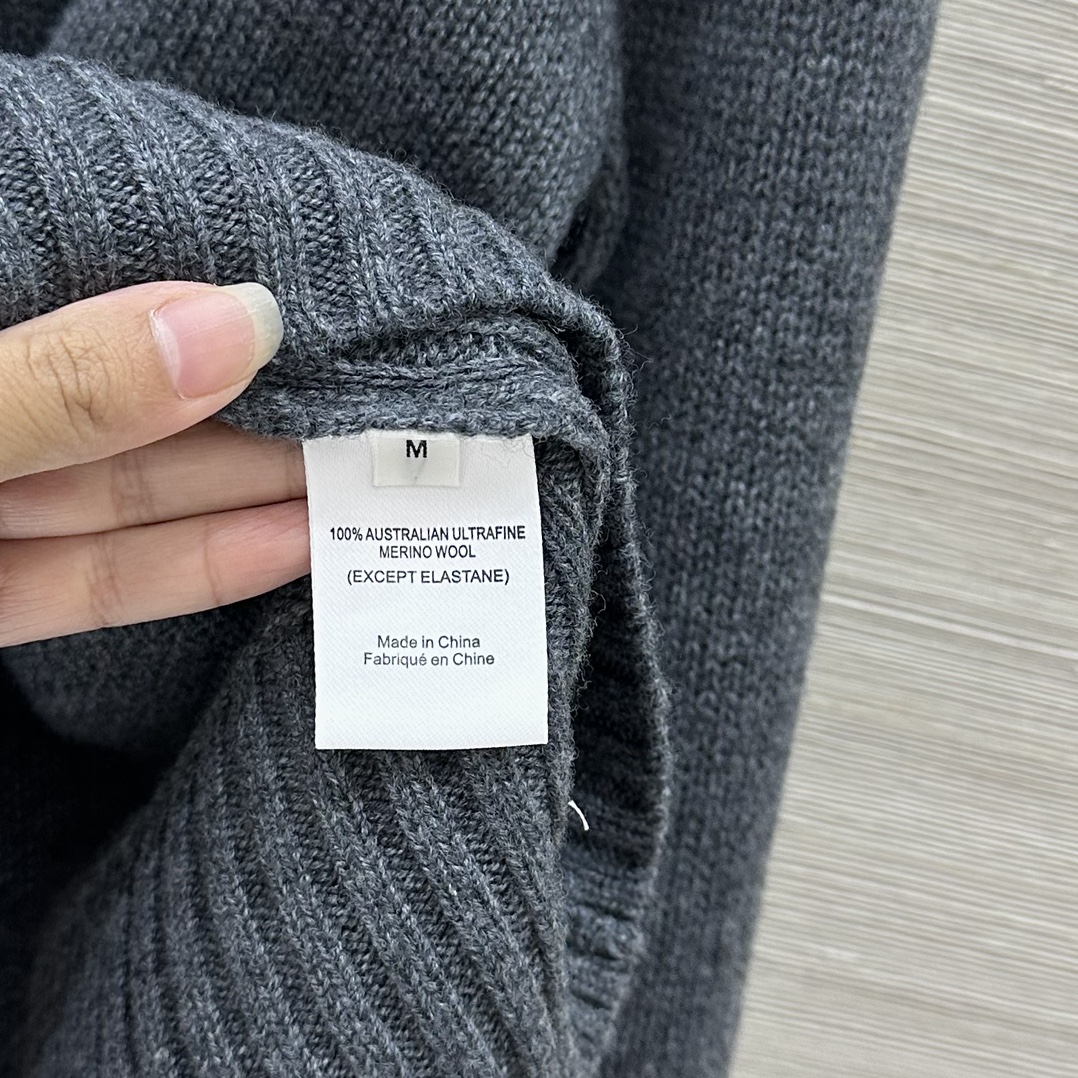 M
100% AUSTRALIAN ULTRAFINE
MERINO WOOL
(EXCEPT ELASTANE)
Made in China
Fabriqué en Chine